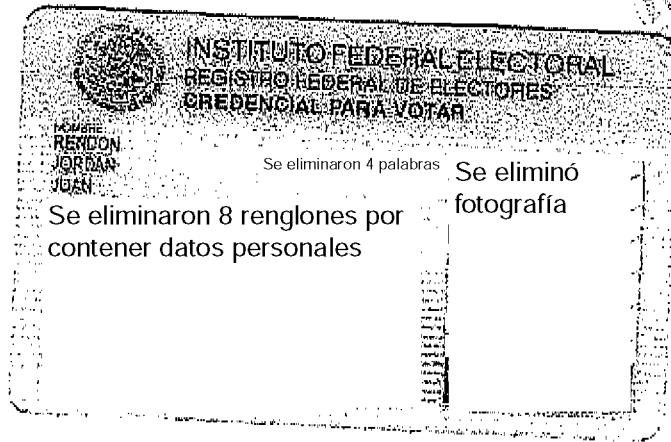 INSTITUTO FEDERAL ELECTORAL
REGISTRO FEDERAL DE ELECTORES
CREDENCIAL PARA VOTAR
NOMBRE
RENDON
JORDAN
JUAN
Se eliminaron 4 palabras
Se eliminó
fotografía
Se eliminaron 8 renglones por
contener datos personales